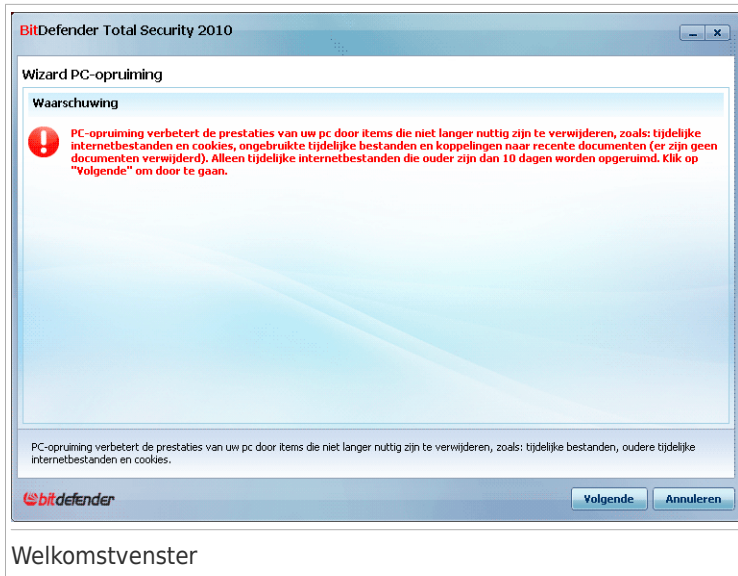 BitDefender Total Security 2010
Wizard PC-opruiming
Waarschuwing
PC-opruiming verbetert de prestaties van uw pc door items die niet langer nuttig zijn te verwijderen, zoals: tijdelijke
internetbestanden en cookies, ongebruikte tijdelijke bestanden en koppelingen naar recente documenten (er zijn geen
documenten verwijderd). Alleen tijdelijke internetbestanden die ouder zijn dan 10 dagen worden opgeruimd. Klik op
"Volgende" om door te gaan.
PC-opruiming verbetert de prestaties van uw pc door items die niet langer nuttig zijn te verwijderen, zoals: tijdelijke bestanden, oudere tijdelijke
internetbestanden en cookies.
bitdefender
Volgende
Annuleren
Welkomstvenster